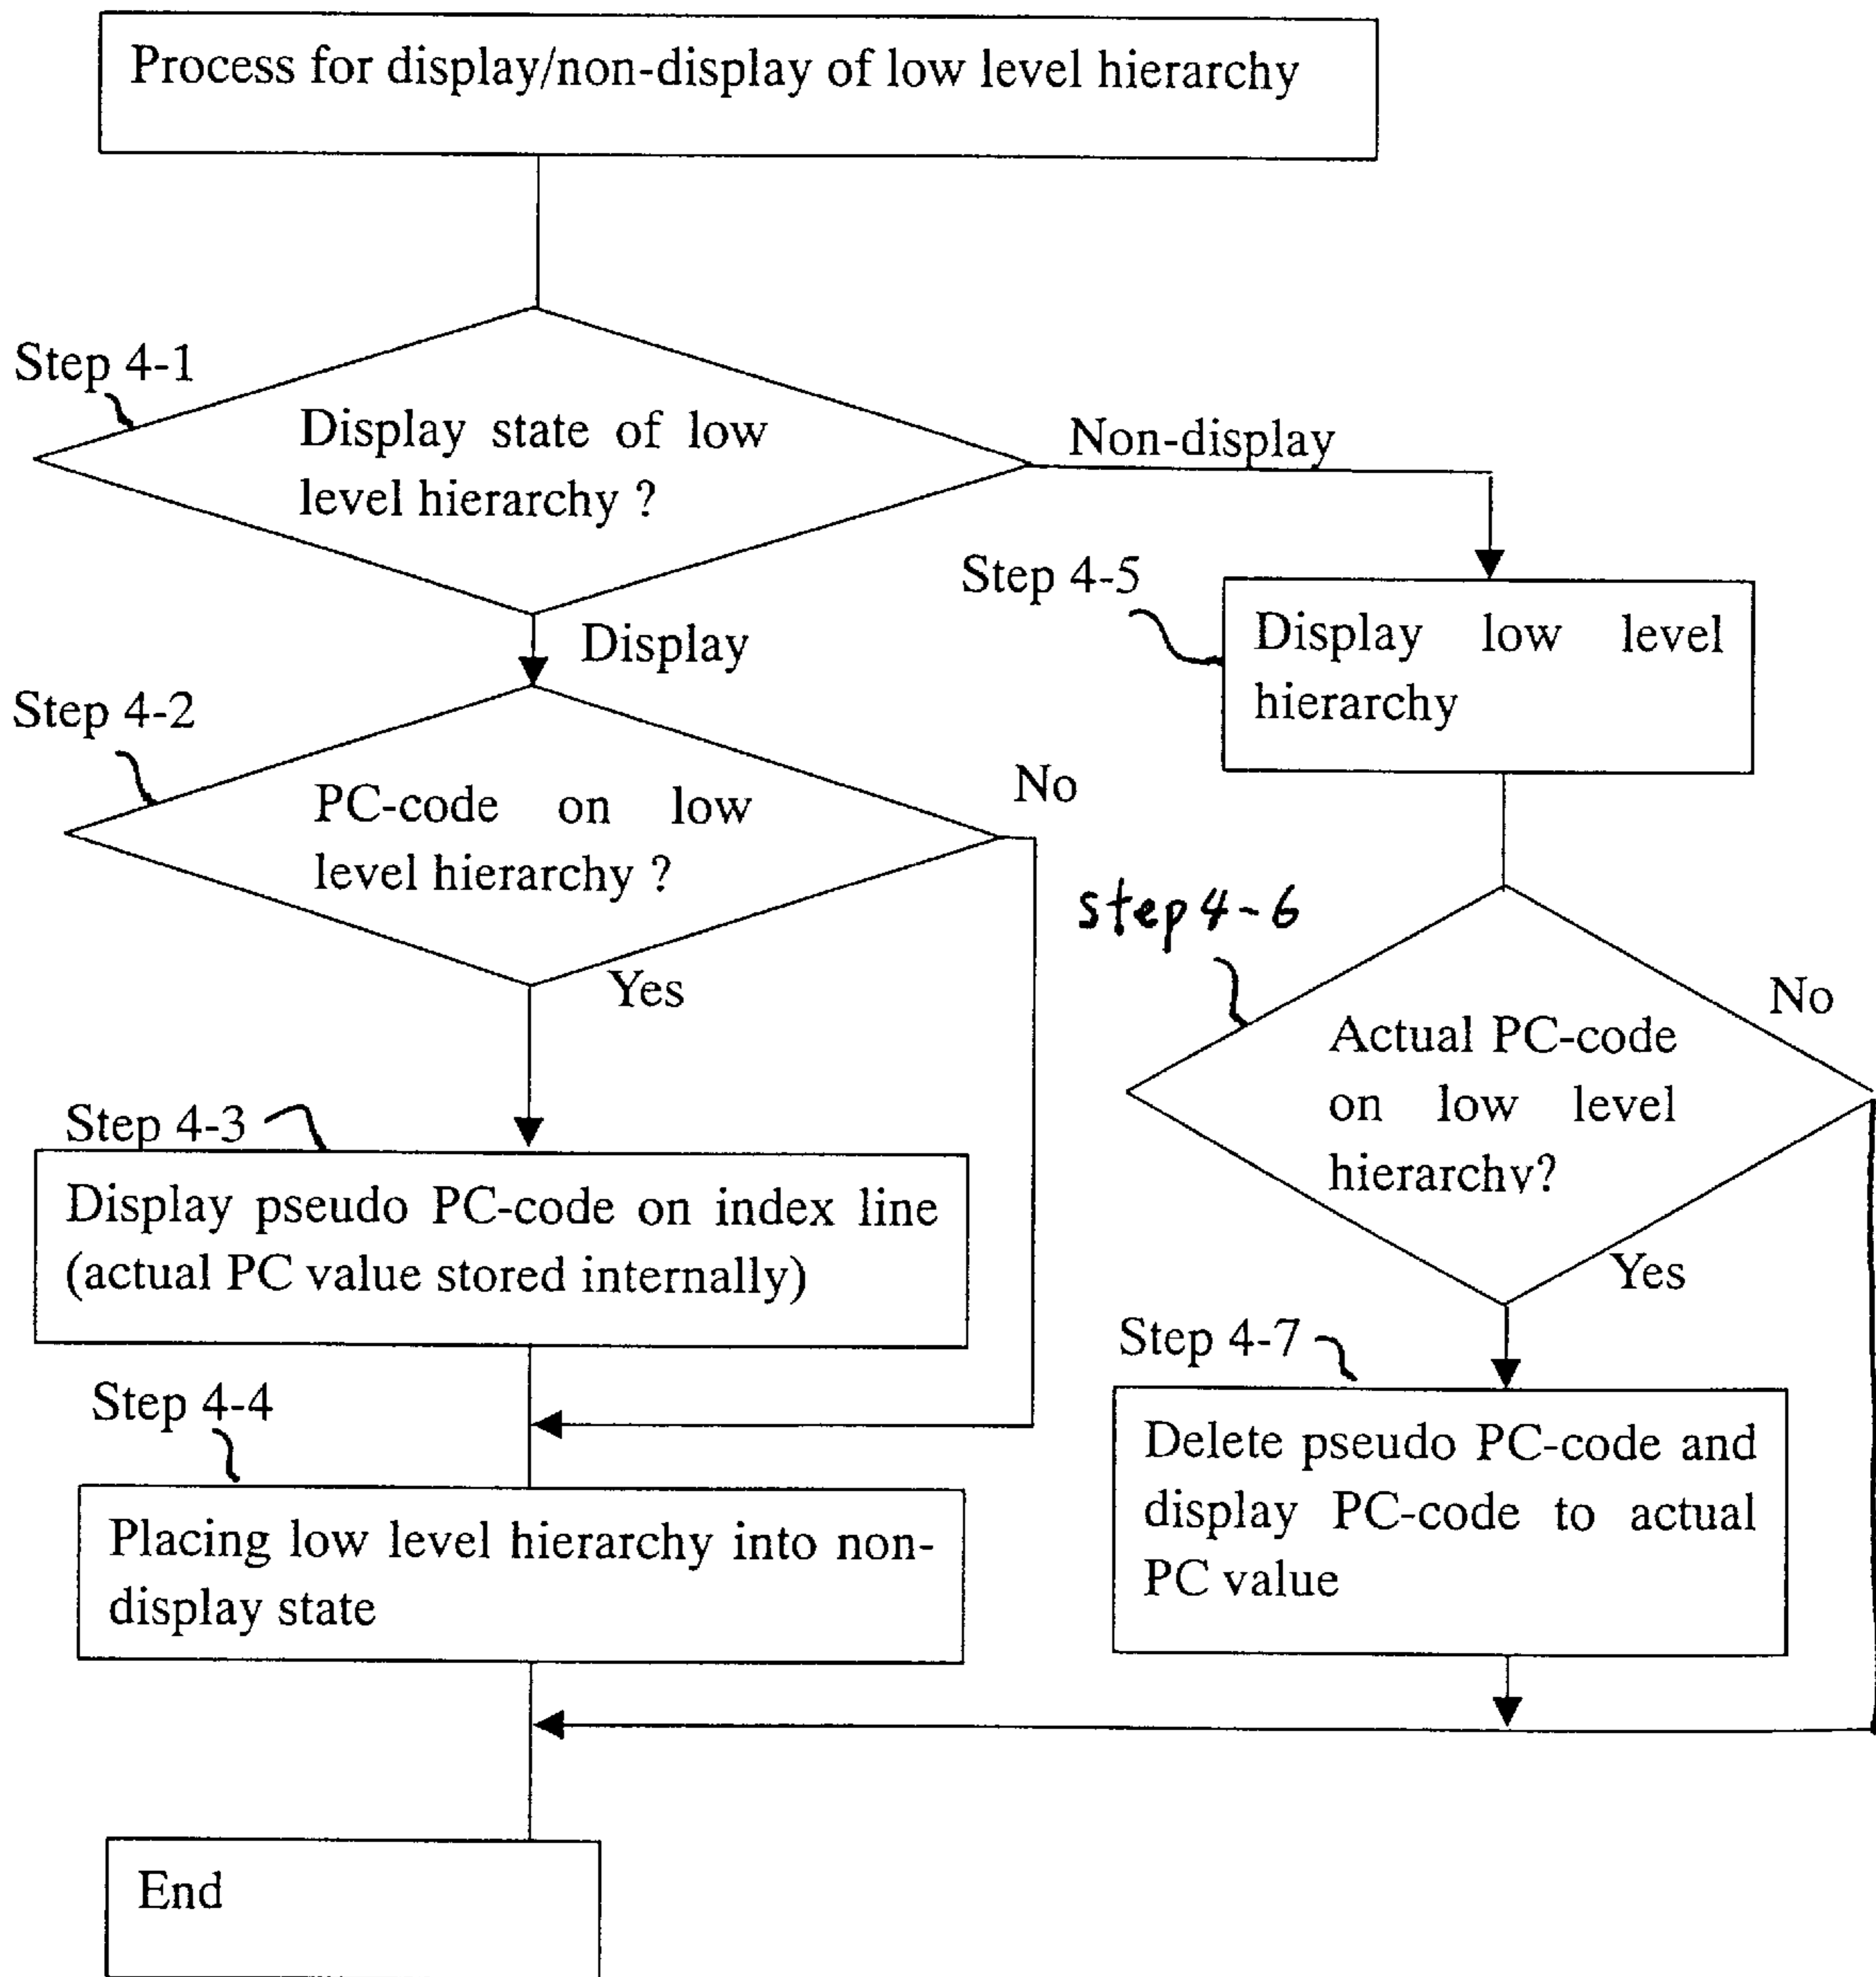 Process for display/non-display of low level hierarchy
Step 4-1
Display state of low
level hierarchy ?
Non-display
Display
Step 4-5
Display low level
hierarchy
Step 4-2
PC-code on low
level hierarchy ?
No
Yes
step 4-6
Actual PC-code
on low level
hierarchy?
No
Yes
Step 4-3
Display pseudo PC-code on index line
(actual PC value stored internally)
Step 4-7
Delete pseudo PC-code and
display PC-code to actual
PC value
Step 4-4
Placing low level hierarchy into non-
display state
End